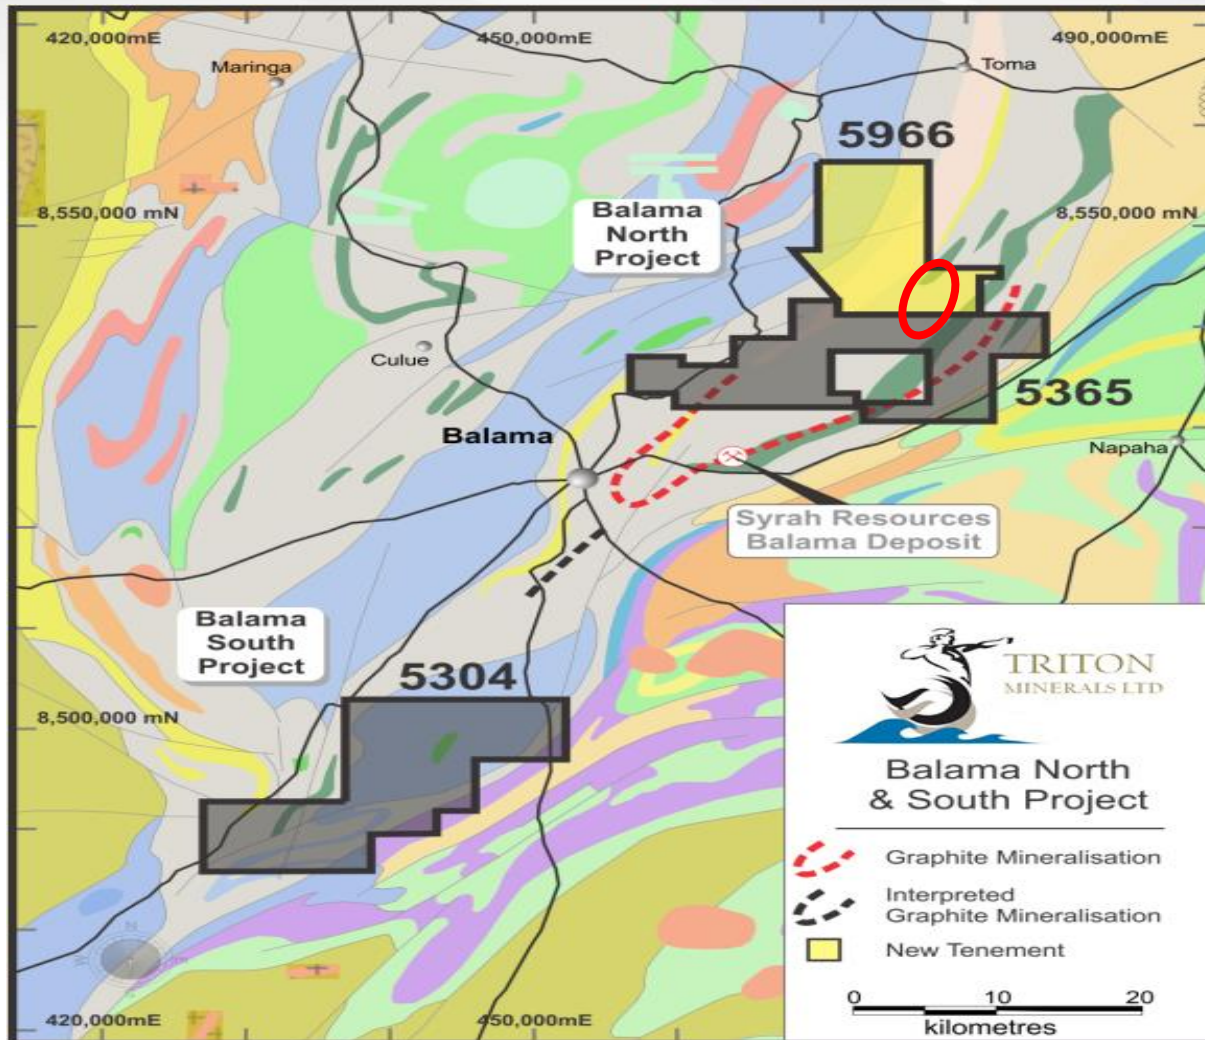 420,000mE
450,000mE
490,000mE
Maringa
Toma
5966
8,550,000 mN
Balama
North
Project
8,550,000 mN
Culue
5365
Balama
Napaha
Syrah Resources
Balama Deposit
Balama
South
Project
5304
8,500,000 mN
TRITON
MINERALS LTD
Balama North
& South Project
Graphite Mineralisation
Interpreted
Graphite Mineralisation
New Tenement
0 10 20
kilometres
420,000mE
450,000mE